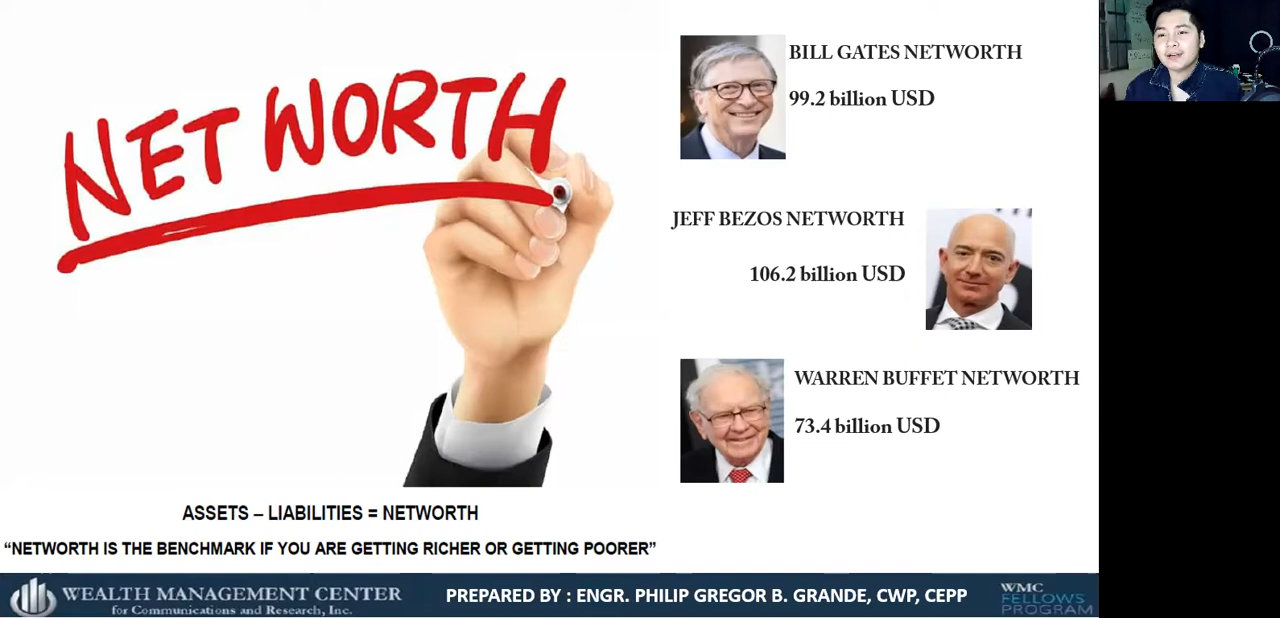 NET WORTH
ASSETS – LIABILITIES = NETWORTH
“NETWORTH IS THE BENCHMARK IF YOU ARE GETTING RICHER OR GETTING POORER”
BILL GATES NETWORTH
99.2 billion USD
JEFF BEZOS NETWORTH
106.2 billion USD
WARREN BUFFET NETWORTH
73.4 billion USD
WEALTH MANAGEMENT CENTER
for Communications and Research, Inc.
PREPARED BY : ENGR. PHILIP GREGOR B. GRANDE, CWP, CEPP
WMC
FELLOWS
PROGRAM